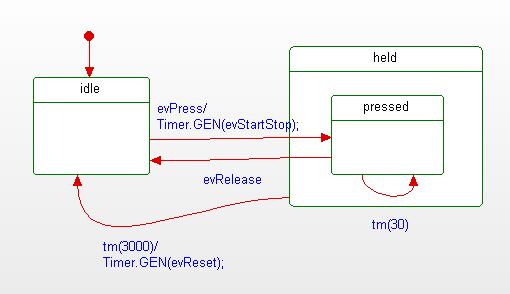 held
idle
pressed
evPress/
Timer.GEN(evStartStop);
evRelease
tm(30)
tm(3000)/
Timer.GEN(evReset);